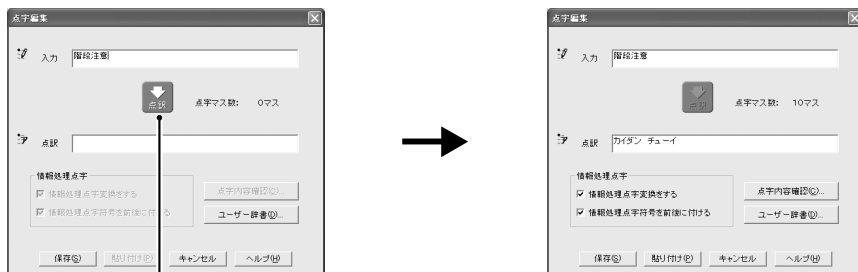 点字編集
入力 階段注意
点訳 点字マス数: 0マス
点訳
情報処理点字
情報処理点字変換をする
情報処理点字符号を前後に付ける
点字内容確認(C)...
ユーザー辞書(D)...
保存(S) 貼り付け(P) キャンセル ヘルプ(H)
点字編集
入力 階段注意
点訳 点字マス数: 10マス
点訳 カイダン チューイ
情報処理点字
情報処理点字変換をする
情報処理点字符号を前後に付ける
点字内容確認(C)...
ユーザー辞書(D)...
保存(S) 貼り付け(P) キャンセル ヘルプ(H)